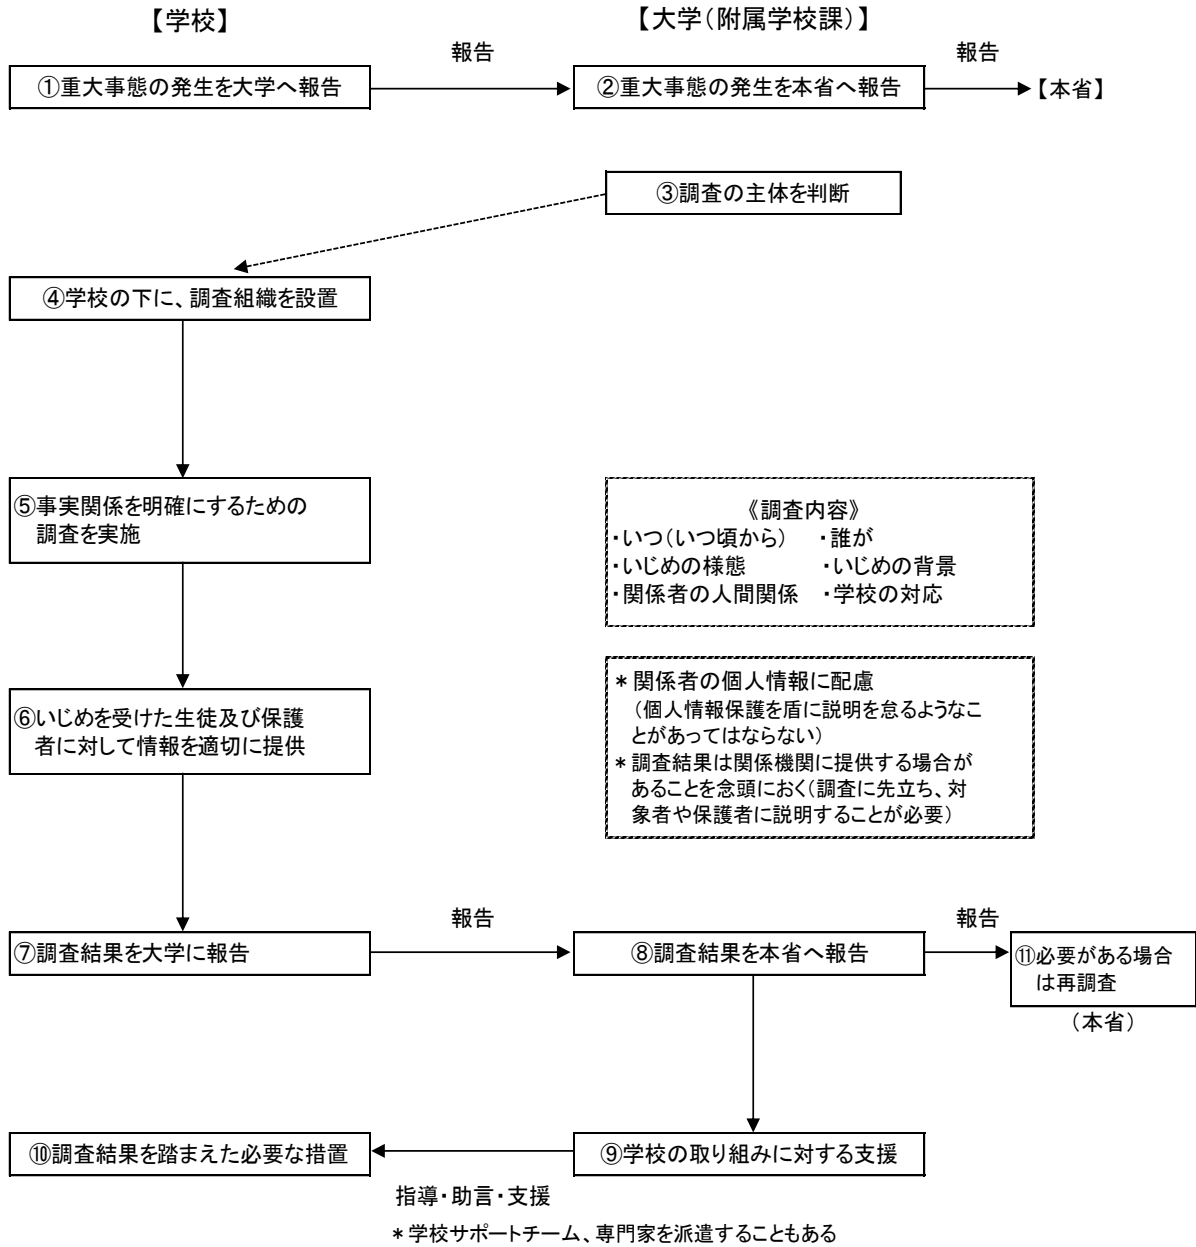 【学校】
【大学（附属学校課）】
報告
報告
①重大事態の発生を大学へ報告
②重大事態の発生を本省へ報告
【本省】
③調査の主体を判断
④学校の下に、調査組織を設置
⑤事実関係を明確にするための
調査を実施
《調査内容》
・いつ（いつ頃から） ・誰が
・いじめの様態 ・いじめの背景
・関係者の人間関係 ・学校の対応
⑥いじめを受けた生徒及び保護
者に対して情報を適切に提供
＊関係者の個人情報に配慮
（個人情報保護を盾に説明を怠るようなこ
とがあってはならない）
＊調査結果は関係機関に提供する場合が
あることを念頭におく（調査に先立ち、対
象者や保護者に説明することが必要）
報告
報告
⑦調査結果を大学に報告
⑧調査結果を本省へ報告
⑪必要がある場合
は再調査
（本省）
⑩調査結果を踏まえた必要な措置
⑨学校の取り組みに対する支援
指導・助言・支援
＊学校サポートチーム、専門家を派遣することもある